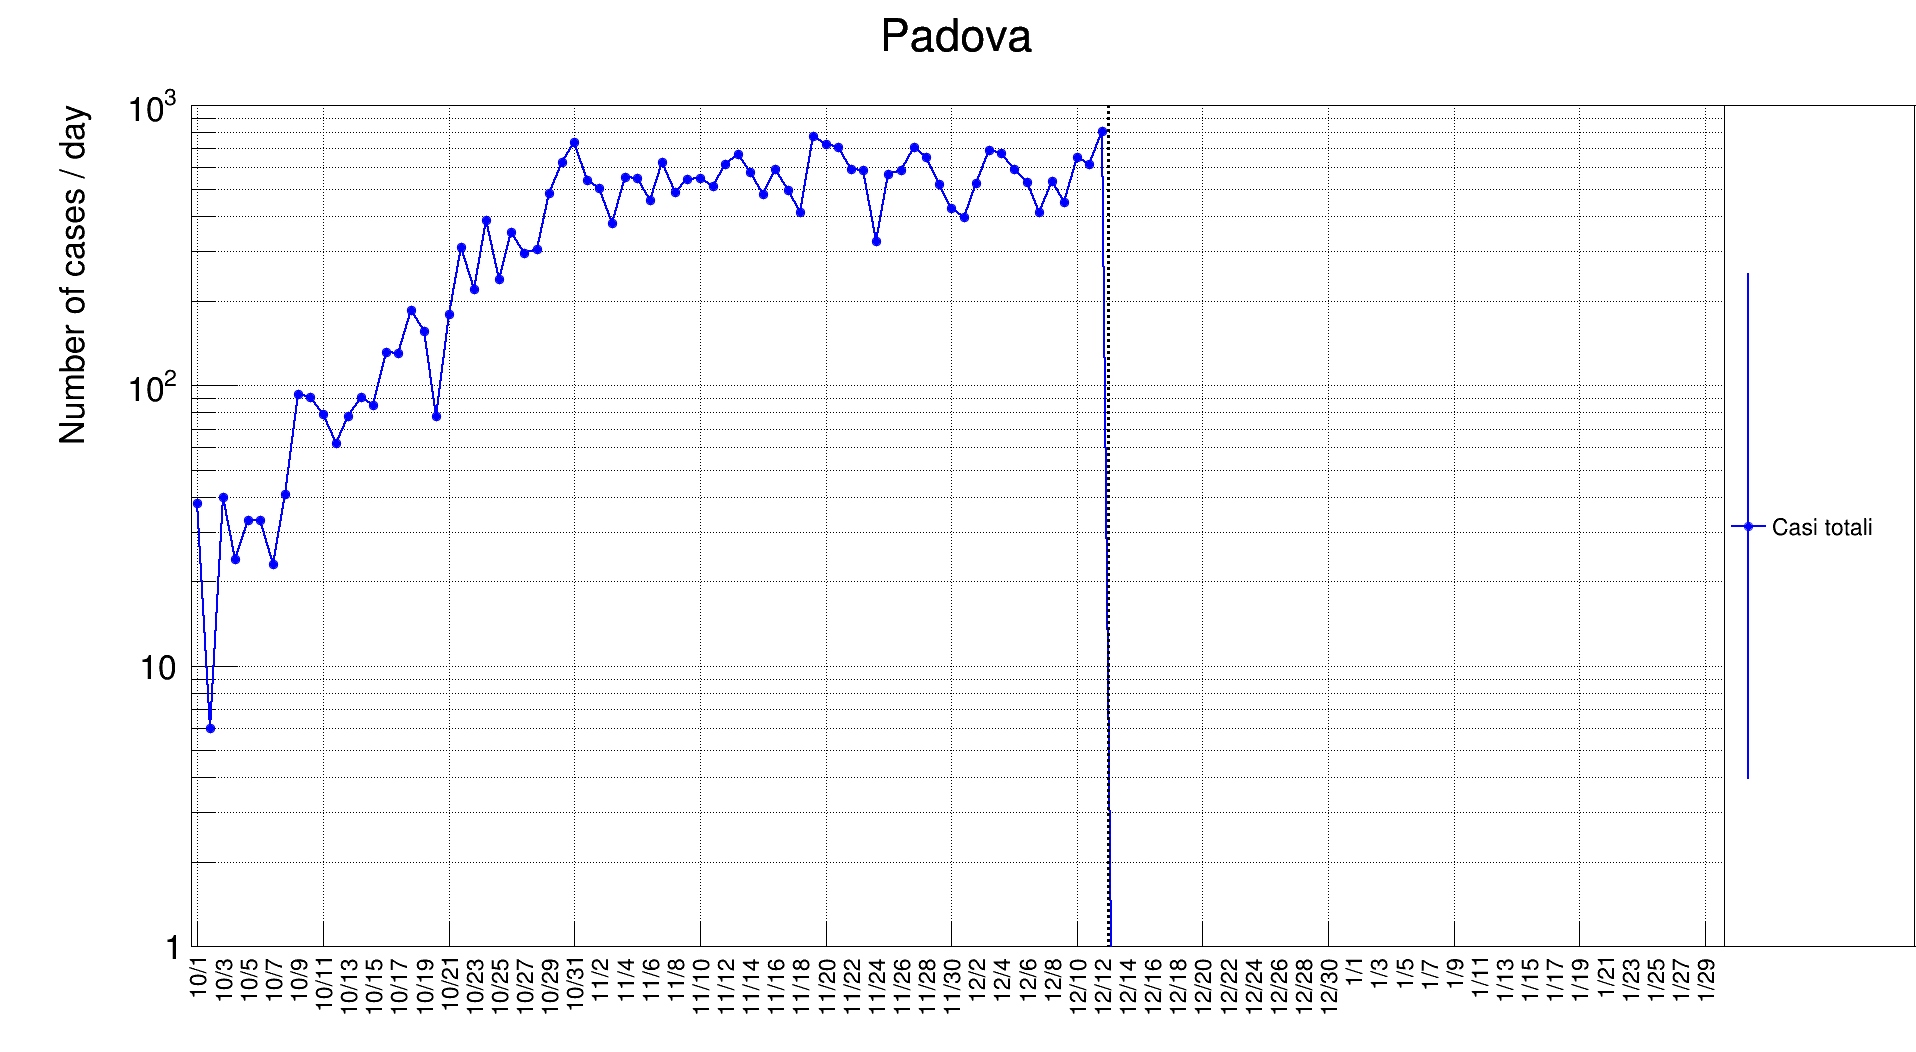 Padova
Number of cases / day
10³
10²
10
1
10/1 10/3 10/5 10/7 10/9 10/11 10/13 10/15 10/17 10/19 10/21 10/23 10/25 10/27 10/29 10/31 11/2 11/4 11/6 11/8 11/10 11/12 11/14 11/16 11/18 11/20 11/22 11/24 11/26 11/28 11/30 12/2 12/4 12/6 12/8 12/10 12/12 12/14 12/16 12/18 12/20 12/22 12/24 12/26 12/28 12/30 1/1 1/3 1/5 1/7 1/9 1/11 1/13 1/15 1/17 1/19 1/21 1/23 1/25 1/27 1/29
Casi totali